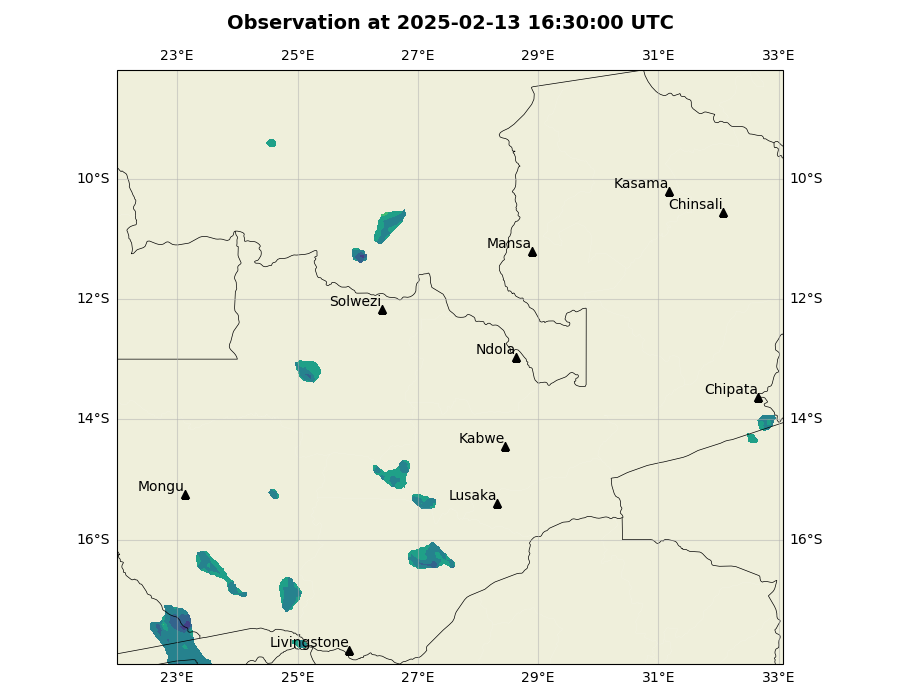 Observation at 2025-02-13 16:30:00 UTC
23°E 25°E 27°E 29°E 31°E 33°E
10°S 10°S
Kasama
Chinsali
Mansa
12°S 12°S
Solwezi
Ndola
Chipata
14°S 14°S
Kabwe
Mongu
Lusaka
16°S 16°S
Livingstone
23°E 25°E 27°E 29°E 31°E 33°E